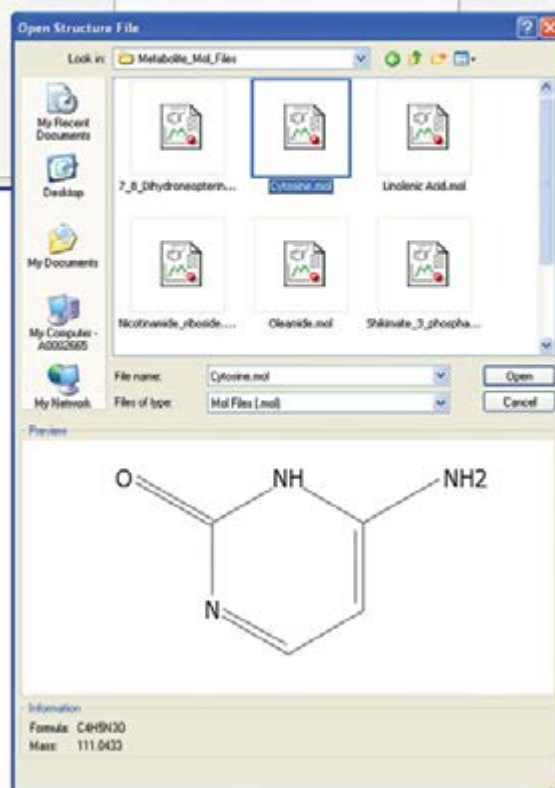 Open Structure File
Look in: Metabolite_Mol_Files
My Recent Documents
Desktop
My Documents
My Computer - A0002665
My Network
7_8_Dihydroneopterin...
Cytosine.mol
Linolenic Acid.mol
Nicotinamide_riboside....
Oleamide.mol
Shikimate_3_phospha...
File name: Cytosine.mol
Open
Files of type: Mol Files (.mol)
Cancel
Preview
O
NH
NH2
N
Information
Formula: C4H5N3O
Mass: 111.0433